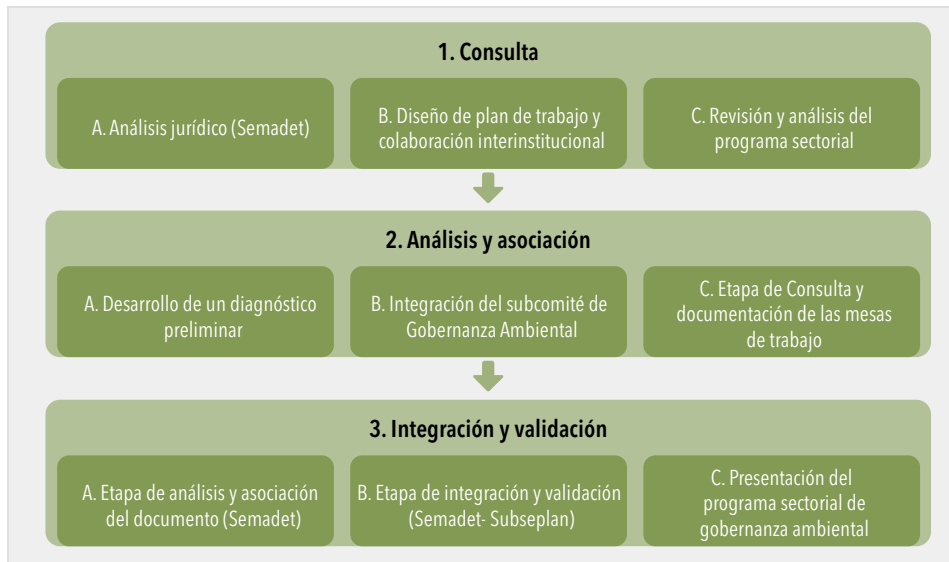 1. Consulta
A. Análisis jurídico (Semadet)
B. Diseño de plan de trabajo y
colaboración interinstitucional
C. Revisión y análisis del
programa sectorial
2. Análisis y asociación
A. Desarrollo de un diagnóstico
preliminar
B. Integración del subcomité de
Gobernanza Ambiental
C. Etapa de Consulta y
documentación de las mesas
de trabajo
3. Integración y validación
A. Etapa de análisis y asociación
del documento (Semadet)
B. Etapa de integración y validación
(Semadet- Subseplan)
C. Presentación del
programa sectorial de
gobernanza ambiental